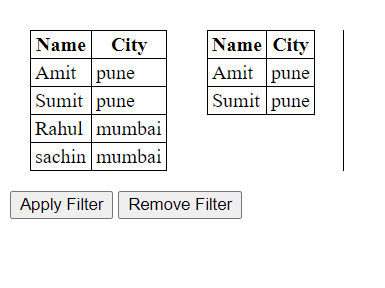 Name City Name City
Amit pune Amit pune
Sumit pune Sumit pune
Rahul mumbai
sachin mumbai
Apply Filter Remove Filter